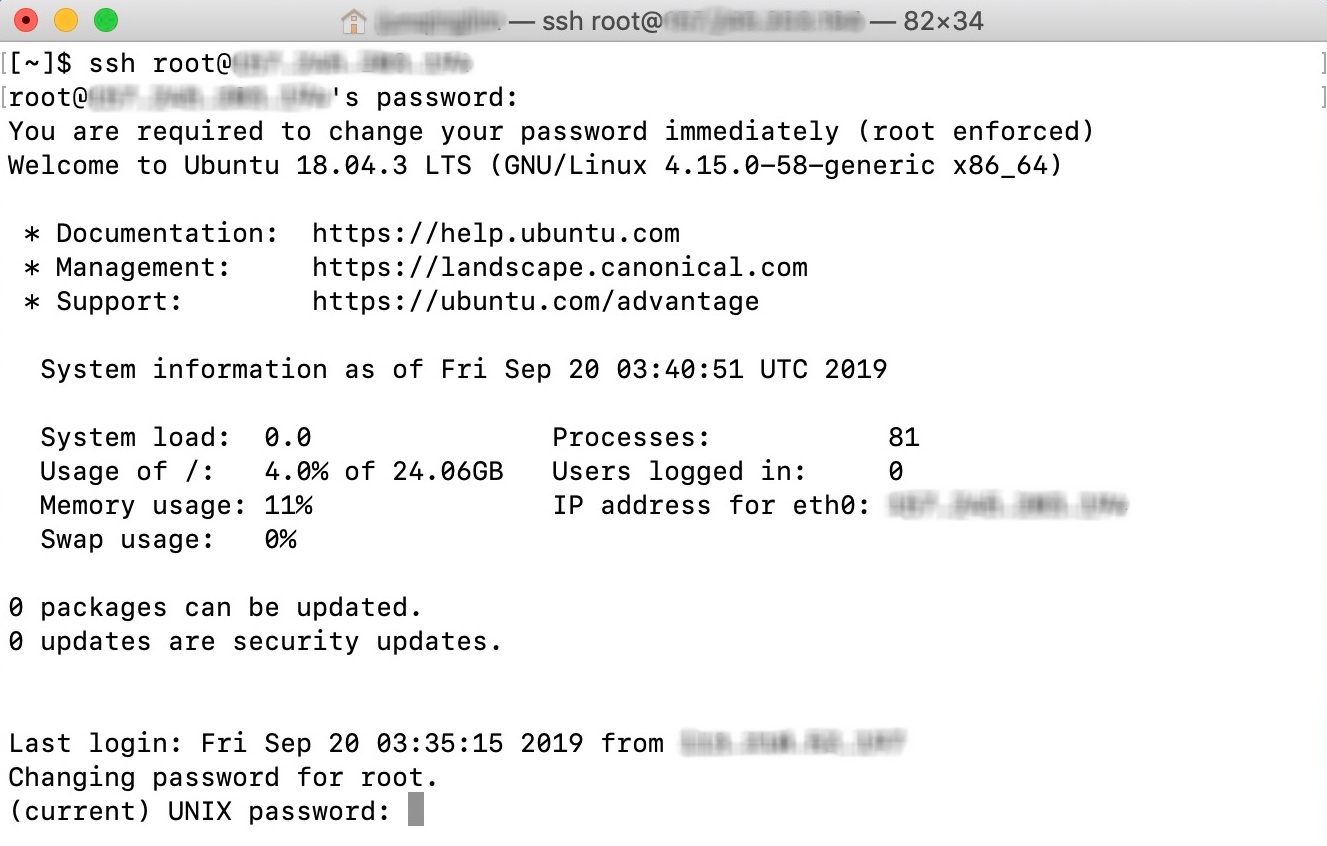 — ssh root@ — 82×34
[[~]$ ssh root@ ]
[root@ 's password: ]
You are required to change your password immediately (root enforced)
Welcome to Ubuntu 18.04.3 LTS (GNU/Linux 4.15.0-58-generic x86_64)
* Documentation:  https://help.ubuntu.com
* Management:     https://landscape.canonical.com
* Support:        https://ubuntu.com/advantage
System information as of Fri Sep 20 03:40:51 UTC 2019
System load:  0.0               Processes:           81
Usage of /:   4.0% of 24.06GB   Users logged in:     0
Memory usage: 11%               IP address for eth0:
Swap usage:   0%
0 packages can be updated.
0 updates are security updates.
Last login: Fri Sep 20 03:35:15 2019 from
Changing password for root.
(current) UNIX password: